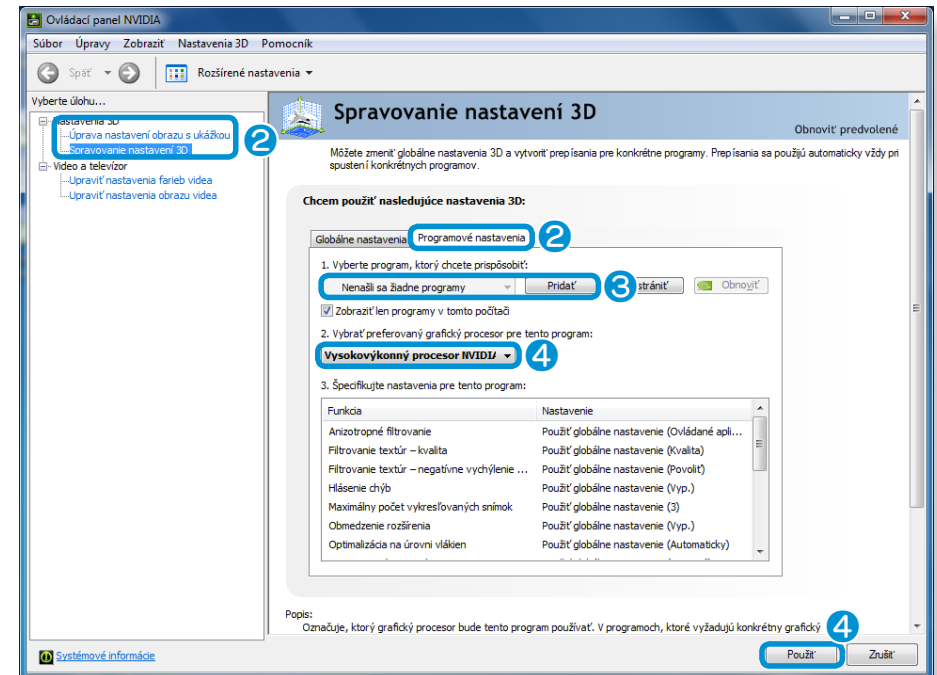 Ovládací panel NVIDIA
Súbor Úpravy Zobraziť Nastavenia 3D Pomocník
Späť Rozšírené nastavenia
Vyberte úlohu...
Nastavenia 3D
Úprava nastavení obrazu s ukážkou
Spravovanie nastavení 3D
2
Video a televízor
Upraviť nastavenia farieb videa
Upraviť nastavenia obrazu videa
Spravovanie nastavení 3D
Obnoviť predvolené
Môžete zmeniť globálne nastavenia 3D a vytvoriť prepísania pre konkrétne programy. Prepísania sa použijú automaticky vždy pri
spustení konkrétnych programov.
Chcem použiť nasledujúce nastavenia 3D:
Globálne nastavenia Programové nastavenia 2
1. Vyberte program, ktorý chcete prispôsobiť:
Nenašli sa žiadne programy Pridať 3 strániť Obnoviť
Zobraziť len programy v tomto počítači
2. Vybrať preferovaný grafický procesor pre tento program:
Vysokovýkonný procesor NVIDIA 4
3. Špecifikujte nastavenia pre tento program:
Funkcia Nastavenie
Anizotropné filtrovanie Použiť globálne nastavenie (Ovládané apli...
Filtrovanie textúr – kvalita Použiť globálne nastavenie (Kvalita)
Filtrovanie textúr – negatívne vychýlenie ... Použiť globálne nastavenie (Povoliť)
Hlásenie chýb Použiť globálne nastavenie (Vyp.)
Maximálny počet vykresľovaných snímok Použiť globálne nastavenie (3)
Obmedzenie rozšírenia Použiť globálne nastavenie (Vyp.)
Optimalizácia na úrovni vlákien Použiť globálne nastavenie (Automaticky)
Popis:
Označuje, ktorý grafický procesor bude tento program používať. V programoch, ktoré vyžadujú konkrétny grafický
4
Systémové informácie
Použiť Zrušiť